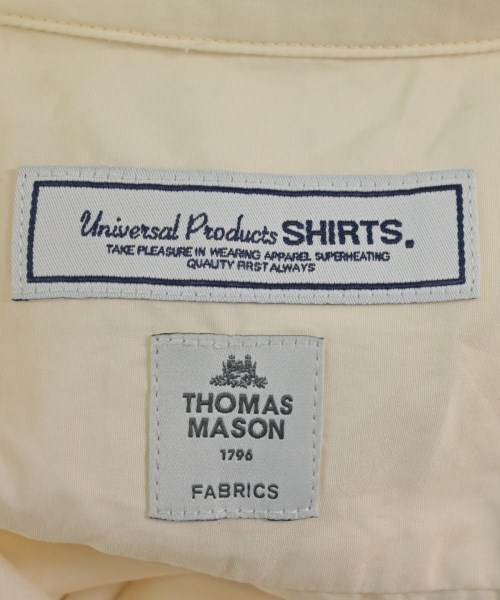 Universal Products SHIRTS.
TAKE PLEASURE IN WEARING APPAREL SUPERHEATING
QUALITY FIRST ALWAYS
THOMAS
MASON
1796
FABRICS